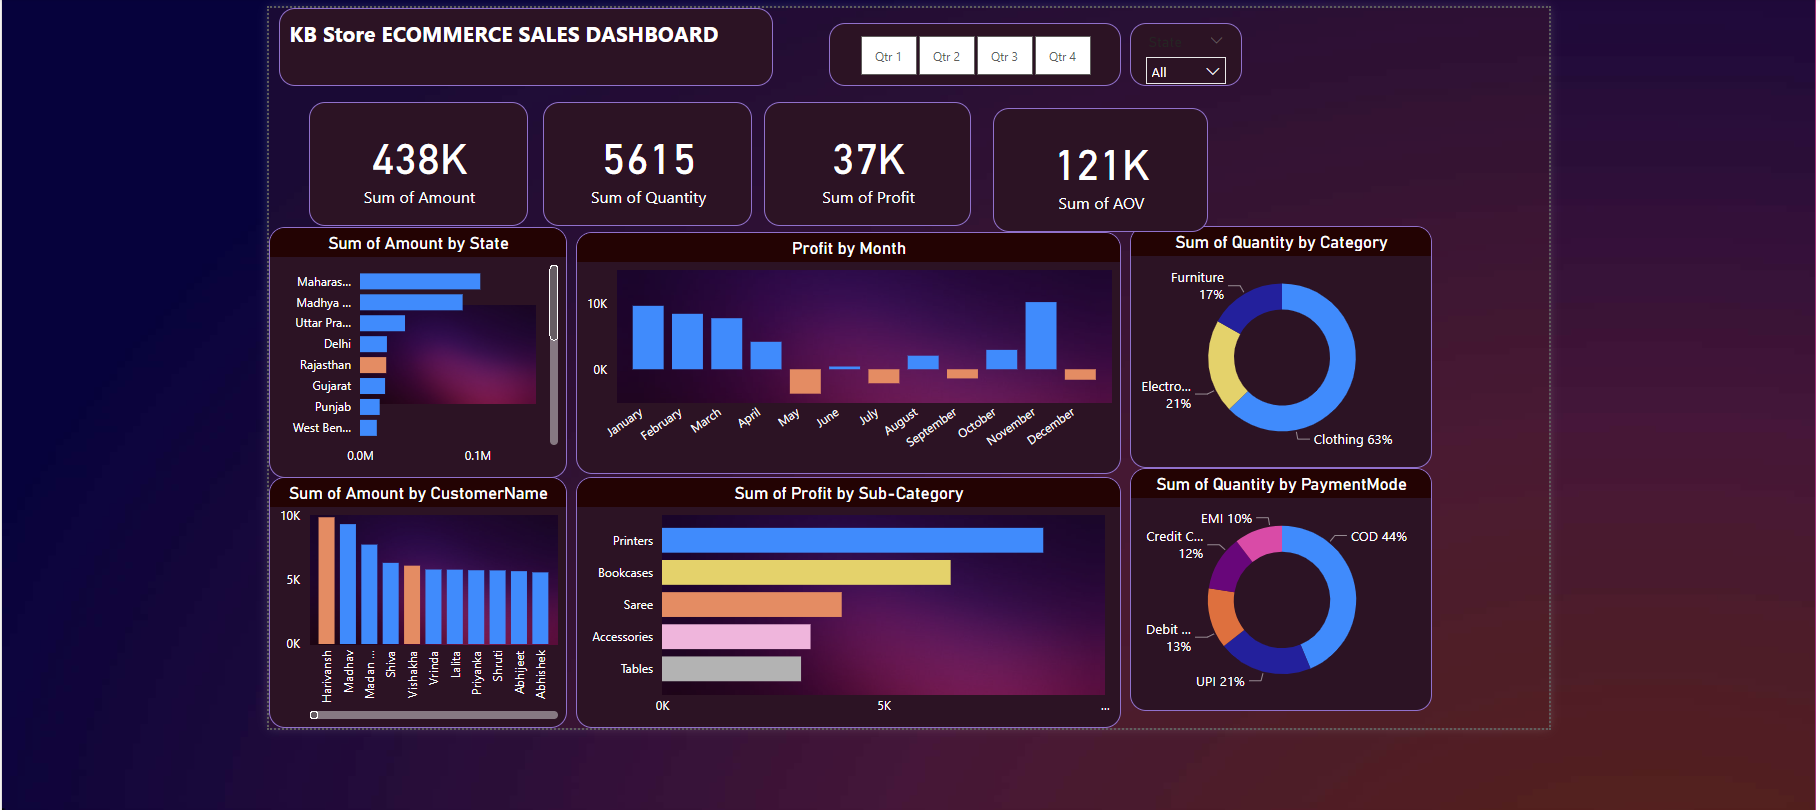 KB Store ECOMMERCE SALES DASHBOARD
Qtr 1
Qtr 2
Qtr 3
Qtr 4
State
All
438K
Sum of Amount
5615
Sum of Quantity
37K
Sum of Profit
121K
Sum of AOV
Sum of Amount by State
Maharas...
Madhya ...
Uttar Pra...
Delhi
Rajasthan
Gujarat
Punjab
West Ben...
0.0M
0.1M
Profit by Month
10K
0K
January
February
March
April
May
June
July
August
September
October
November
December
Sum of Quantity by Category
Furniture
17%
Electro...
21%
Clothing 63%
Sum of Amount by CustomerName
10K
5K
0K
Harivansh
Madhav
Madan ...
Shiva
Vishakha
Vrinda
Lalita
Priyanka
Shruti
Abhijeet
Abhishek
Sum of Profit by Sub-Category
Printers
Bookcases
Saree
Accessories
Tables
0K
5K
...
Sum of Quantity by PaymentMode
EMI 10%
Credit C...
12%
Debit ...
13%
UPI 21%
COD 44%